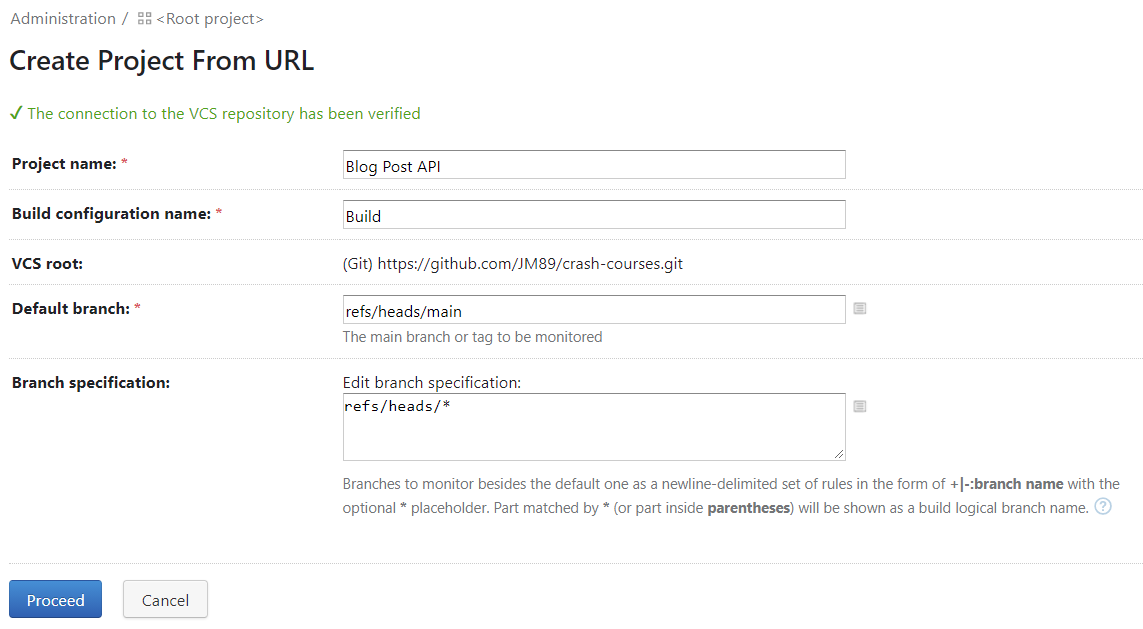 Administration / <Root project>
Create Project From URL
✓ The connection to the VCS repository has been verified
Project name: * Blog Post API
Build configuration name: * Build
VCS root: (Git) https://github.com/JM89/crash-courses.git
Default branch: * refs/heads/main
The main branch or tag to be monitored
Branch specification: Edit branch specification:
refs/heads/*
Branches to monitor besides the default one as a newline-delimited set of rules in the form of +|-:branch name with the
optional * placeholder. Part matched by * (or part inside parentheses) will be shown as a build logical branch name. ?
Proceed Cancel